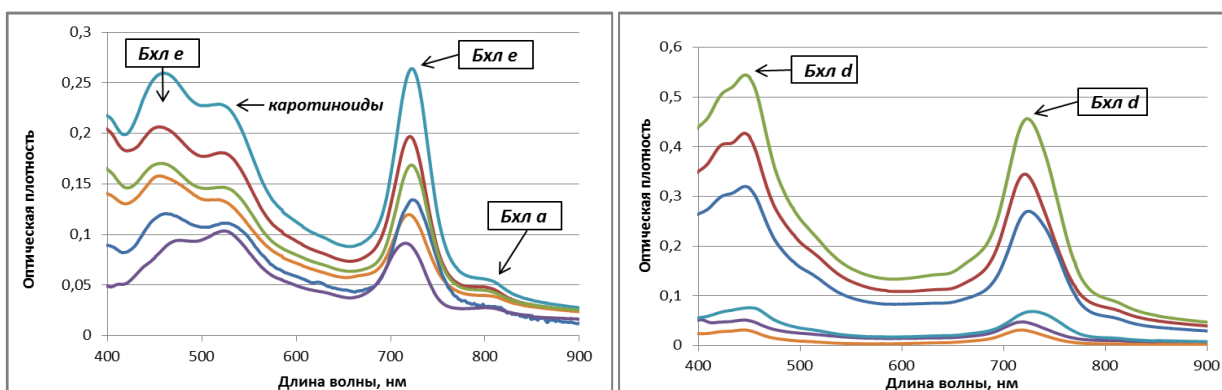 0,3
0,25
0,2
0,15
0,1
0,05
0
Оптическая плотность
Бхл e
каротиноиды
Бхл e
Бхл a
400 500 600 700 800 900
Длина волны, нм
0,6
0,5
0,4
0,3
0,2
0,1
0
Оптическая плотность
Бхл d
Бхл d
400 500 600 700 800 900
Длина волны, нм